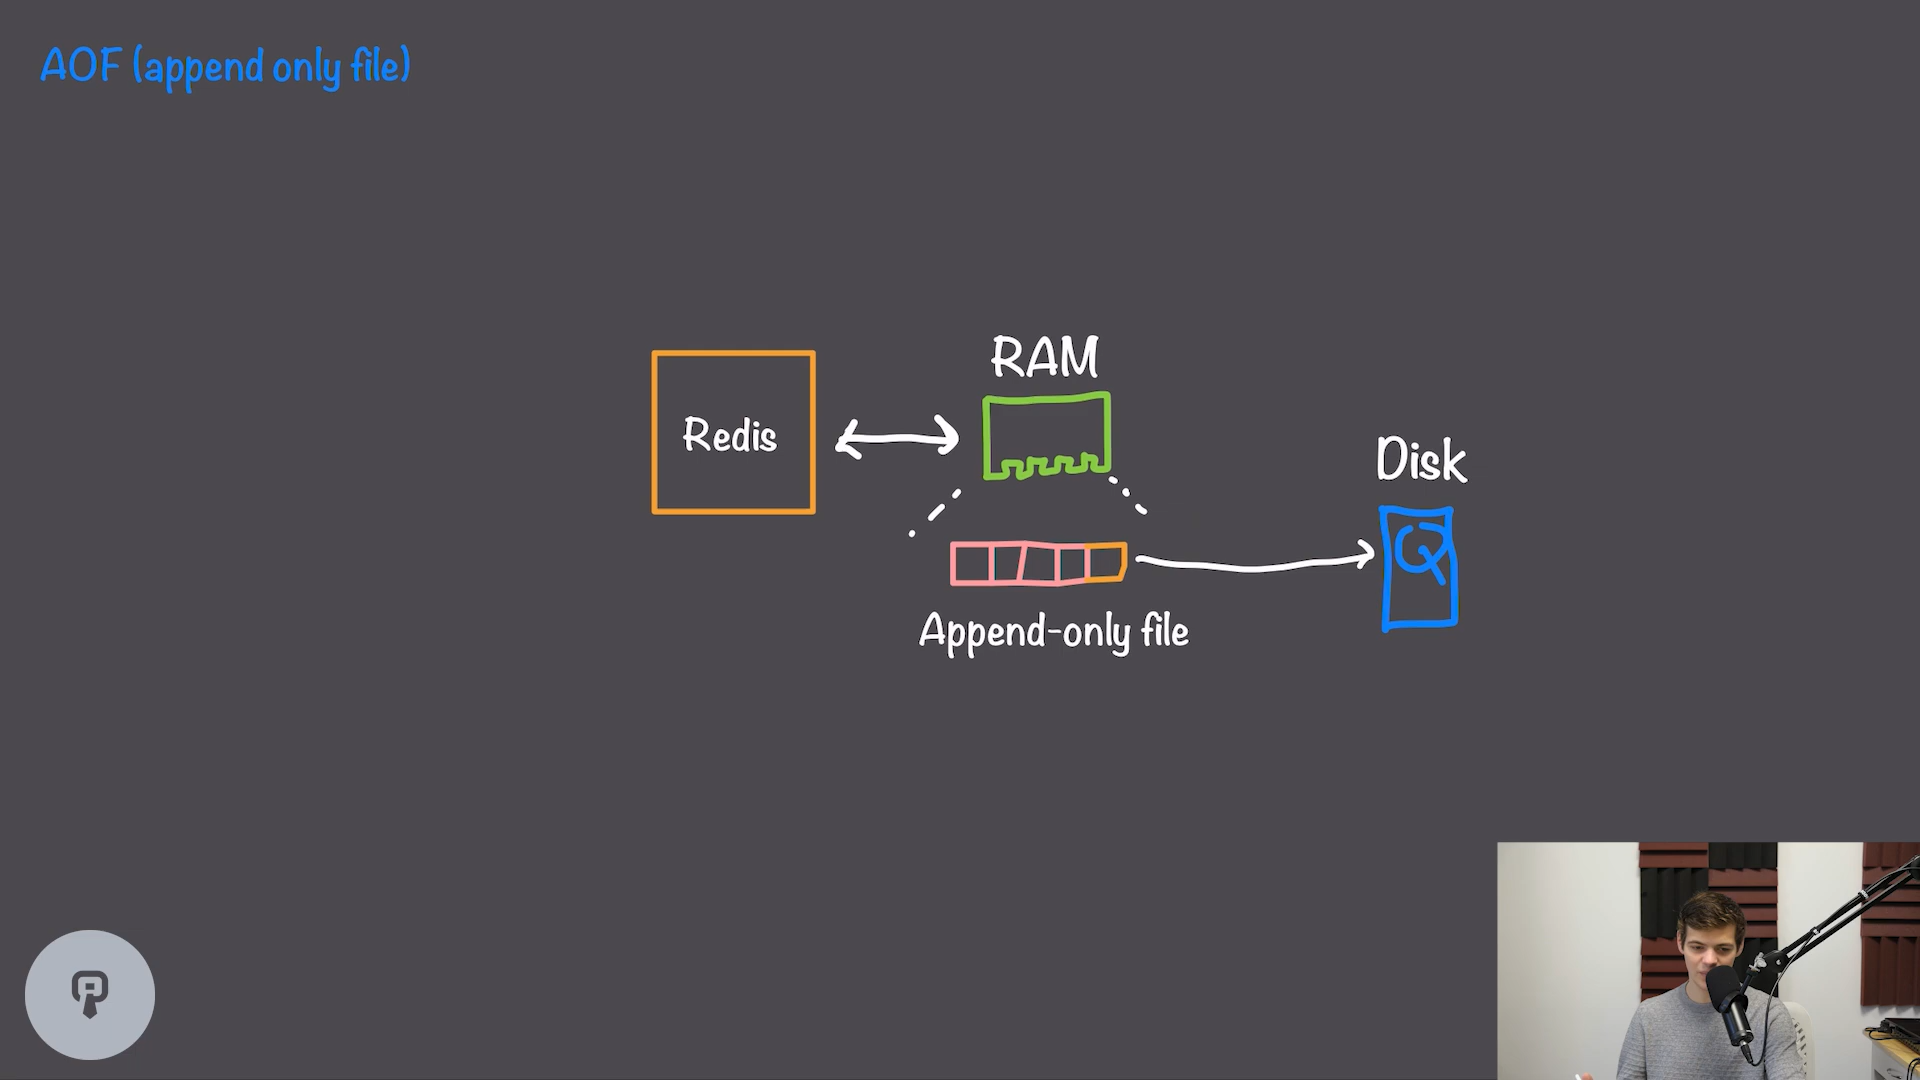 AOF (append only file)
RAM
Redis
Disk
Append-only file